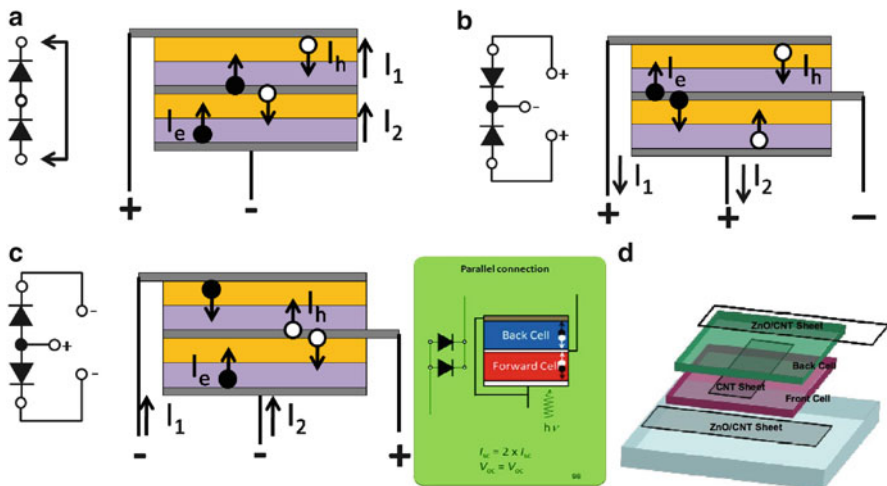 a
I_h
I_1
I_e
I_2
+
-
b
+
-
+
I_e
I_h
I_1
I_2
+
+
−
c
-
+
-
I_h
I_e
I_1
I_2
-
-
+
Parallel connection
Back Cell
Forward Cell
hν
I_sc = 2 x I_sc
V_oc = V_oc
d
ZnO/CNT Sheet
Back Cell
CNT Sheet
Front Cell
ZnO/CNT Sheet